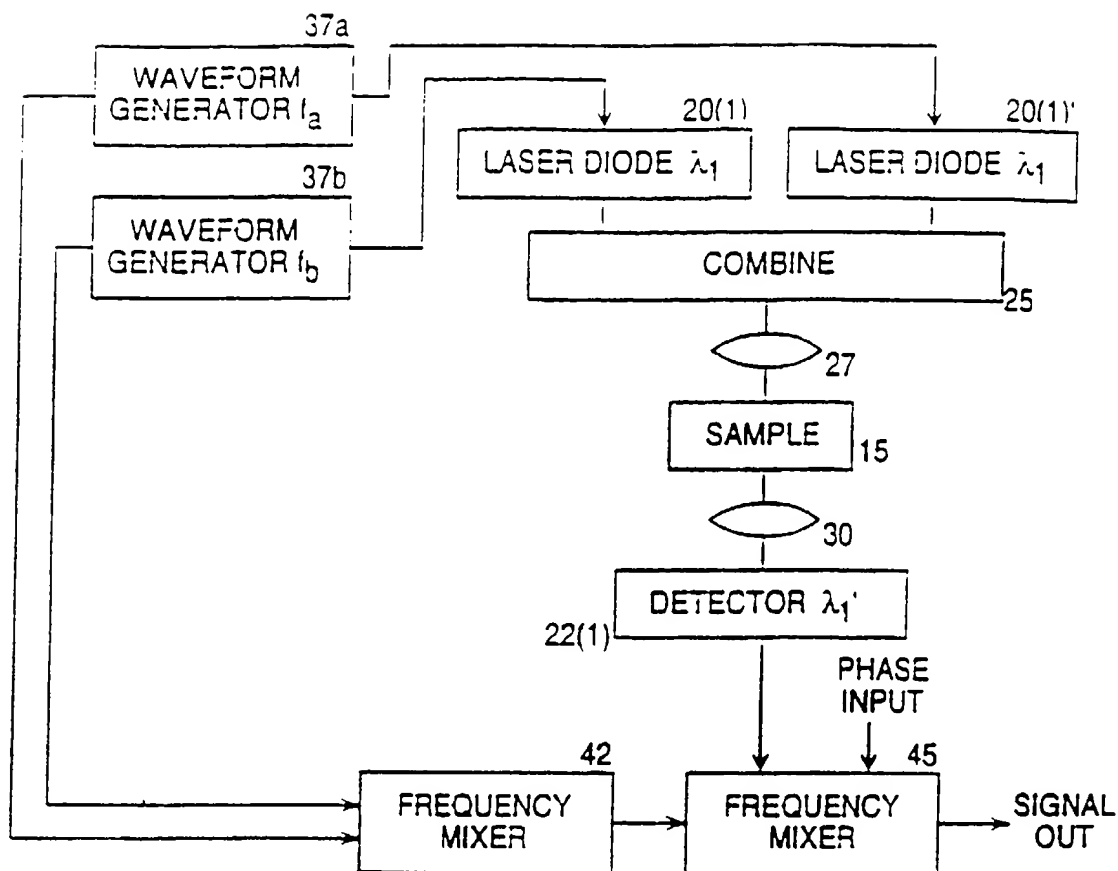 37a
WAVEFORM
GENERATOR fa
37b
WAVEFORM
GENERATOR fb
20(1)
LASER DIODE λ1
20(1)'
LASER DIODE λ1
COMBINE
25
27
SAMPLE
15
30
DETECTOR λ1'
22(1)
PHASE
INPUT
42
FREQUENCY
MIXER
45
FREQUENCY
MIXER
SIGNAL
OUT